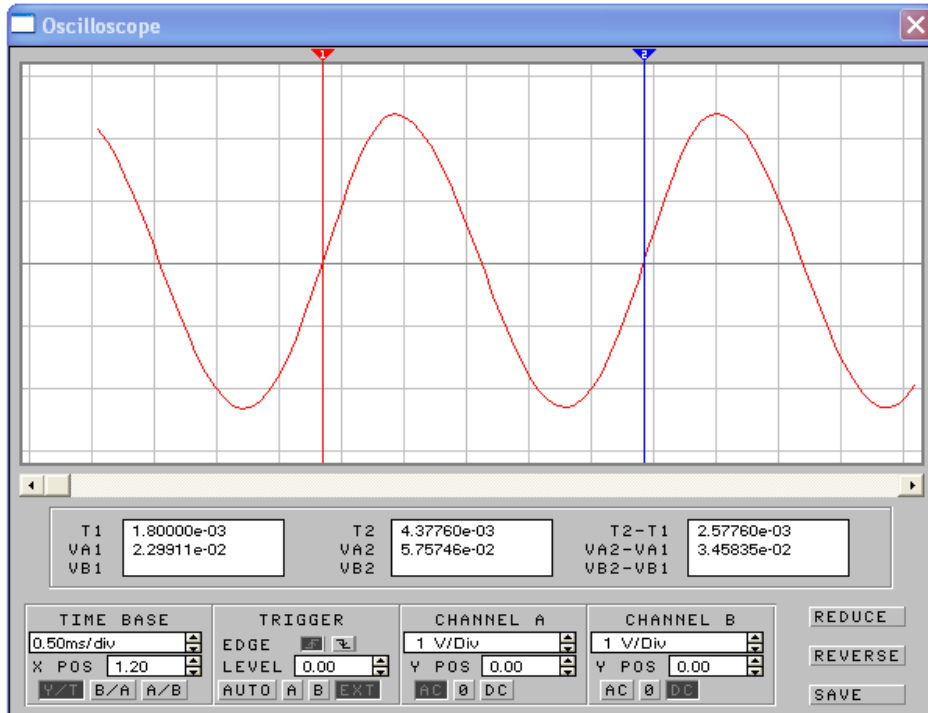 Oscilloscope
1 2
T1 1.80000e-03 T2 4.37760e-03 T2-T1 2.57760e-03
VA1 2.29911e-02 VA2 5.75746e-02 VA2-VA1 3.45835e-02
VB1 VB2 VB2-VB1
TIME BASE
0.50ms/div
X POS 1.20
Y/T B/A A/B
TRIGGER
EDGE
LEVEL 0.00
AUTO A B EXT
CHANNEL A
1 V/Div
Y POS 0.00
AC 0 DC
CHANNEL B
1 V/Div
Y POS 0.00
AC 0 DC
REDUCE
REVERSE
SAVE